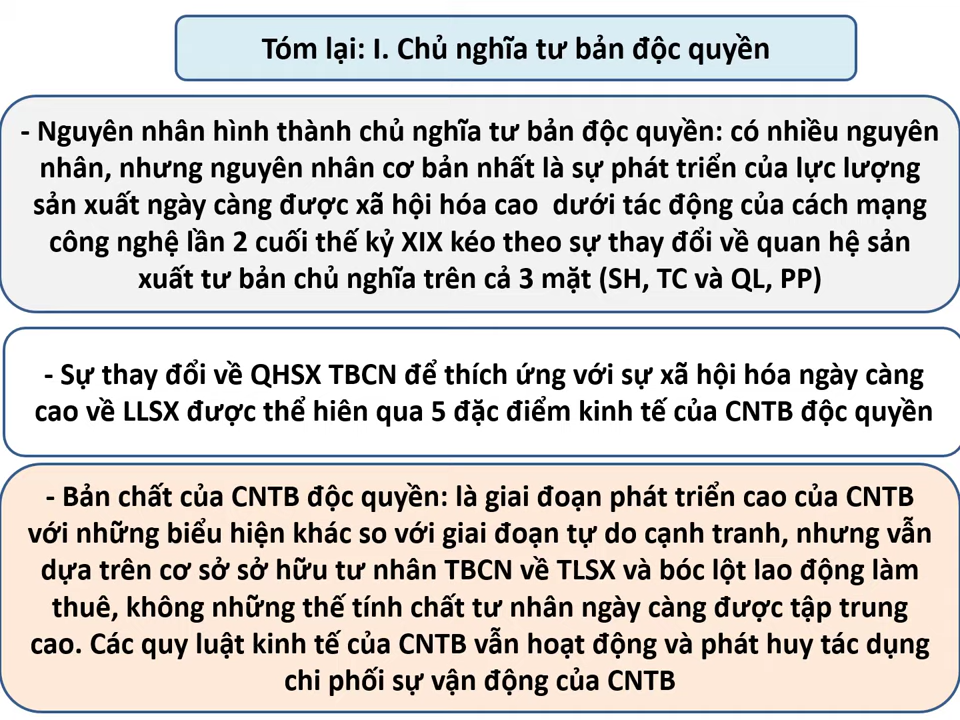 Tóm lại: I. Chủ nghĩa tư bản độc quyền
- Nguyên nhân hình thành chủ nghĩa tư bản độc quyền: có nhiều nguyên
nhân, nhưng nguyên nhân cơ bản nhất là sự phát triển của lực lượng
sản xuất ngày càng được xã hội hóa cao dưới tác động của cách mạng
công nghệ lần 2 cuối thế kỷ XIX kéo theo sự thay đổi về quan hệ sản
xuất tư bản chủ nghĩa trên cả 3 mặt (SH, TC và QL, PP)
- Sự thay đổi về QHSX TBCN để thích ứng với sự xã hội hóa ngày càng
cao về LLSX được thể hiên qua 5 đặc điểm kinh tế của CNTB độc quyền
- Bản chất của CNTB độc quyền: là giai đoạn phát triển cao của CNTB
với những biểu hiện khác so với giai đoạn tự do cạnh tranh, nhưng vẫn
dựa trên cơ sở sở hữu tư nhân TBCN về TLSX và bóc lột lao động làm
thuê, không những thế tính chất tư nhân ngày càng được tập trung
cao. Các quy luật kinh tế của CNTB vẫn hoạt động và phát huy tác dụng
chi phối sự vận động của CNTB